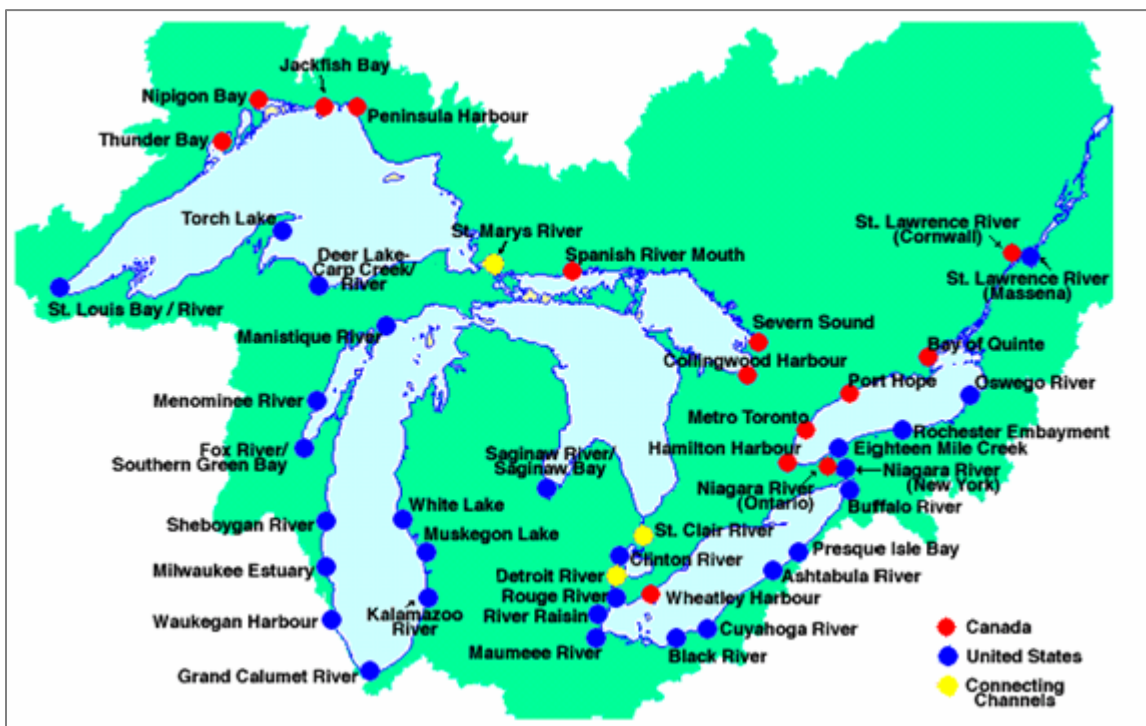 Jackfish Bay
Nipigon Bay
Peninsula Harbour
Thunder Bay
Torch Lake
St. Marys River
St. Lawrence River
(Cornwall)
Deer Lake-
Carp Creek/
River
Spanish River Mouth
St. Lawrence River
(Massena)
St. Louis Bay / River
Manistique River
Severn Sound
Collingwood Harbour
Bay of Quinte
Port Hope
Oswego River
Menominee River
Metro Toronto
Rochester Embayment
Fox River/
Southern Green Bay
Saginaw River/
Saginaw Bay
Hamilton Harbour
Eighteen Mile Creek
Niagara River
(New York)
Niagara River
(Ontario)
Buffalo River
White Lake
Sheboygan River
St. Clair River
Muskegon Lake
Clinton River
Presque Isle Bay
Milwaukee Estuary
Detroit River
Ashtabula River
Rouge River
Wheatley Harbour
Kalamazoo
River
River Raisin
Waukegan Harbour
Cuyahoga River
Maumeee River
Black River
Grand Calumet River
Canada
United States
Connecting
Channels